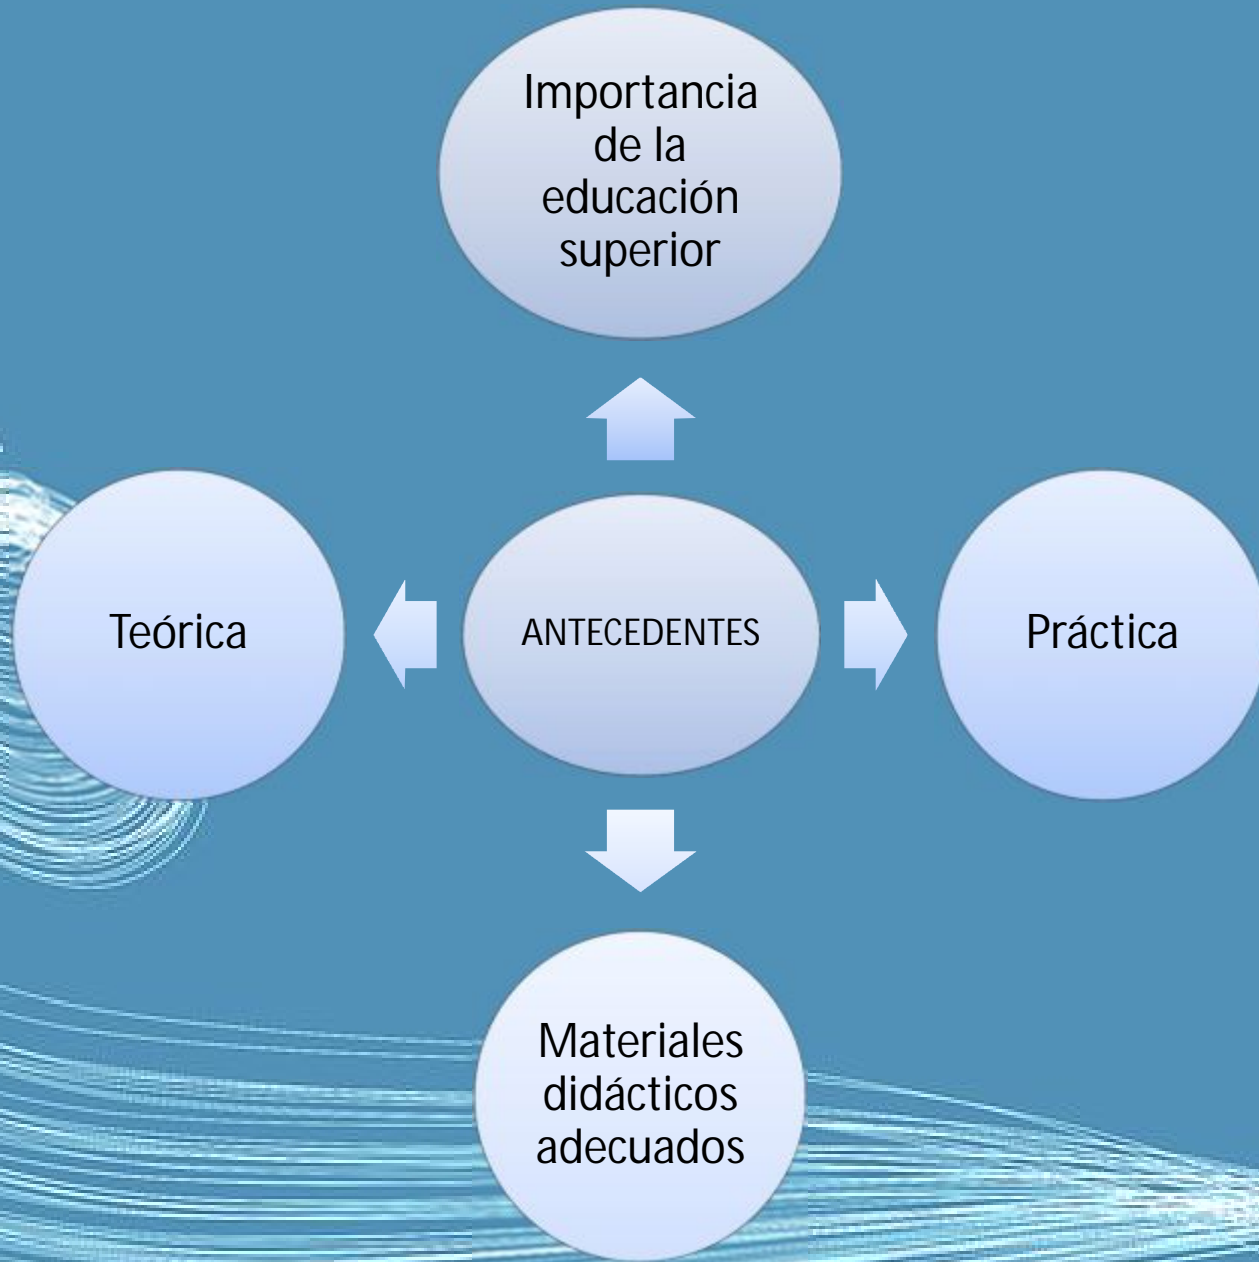 Importancia
de la
educación
superior
Teórica
ANTECEDENTES
Práctica
Materiales
didácticos
adecuados